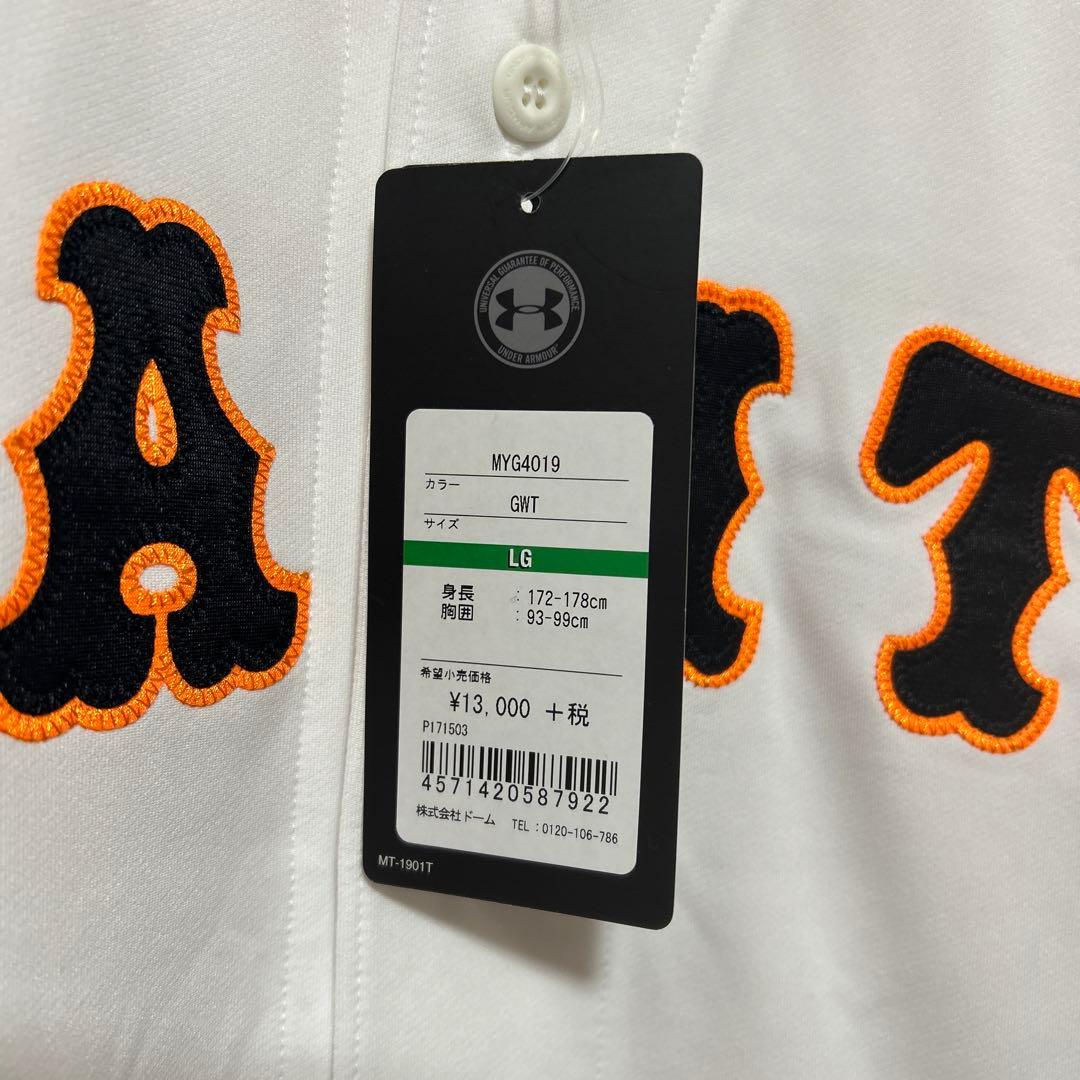 UNIVERSAL GUARANTEE OF PERFORMANCE
UNDER ARMOUR
MYG4019
カラー
GWT
サイズ
LG
身長 : 172-178cm
胸囲 : 93-99cm
希望小売価格
¥13,000 +税
P171503
4571420587922
株式会社ドーム TEL：0120-106-786
MT-1901T
A T